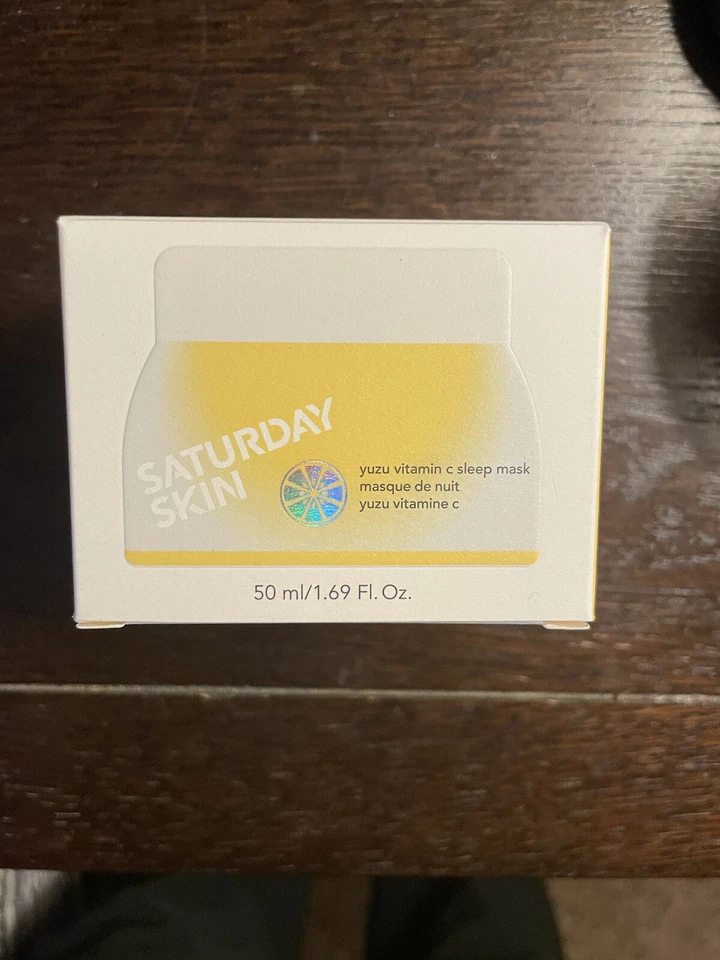 SATURDAY
SKIN
yuzu vitamin c sleep mask
masque de nuit
yuzu vitamine c
50 ml/1.69 Fl. Oz.